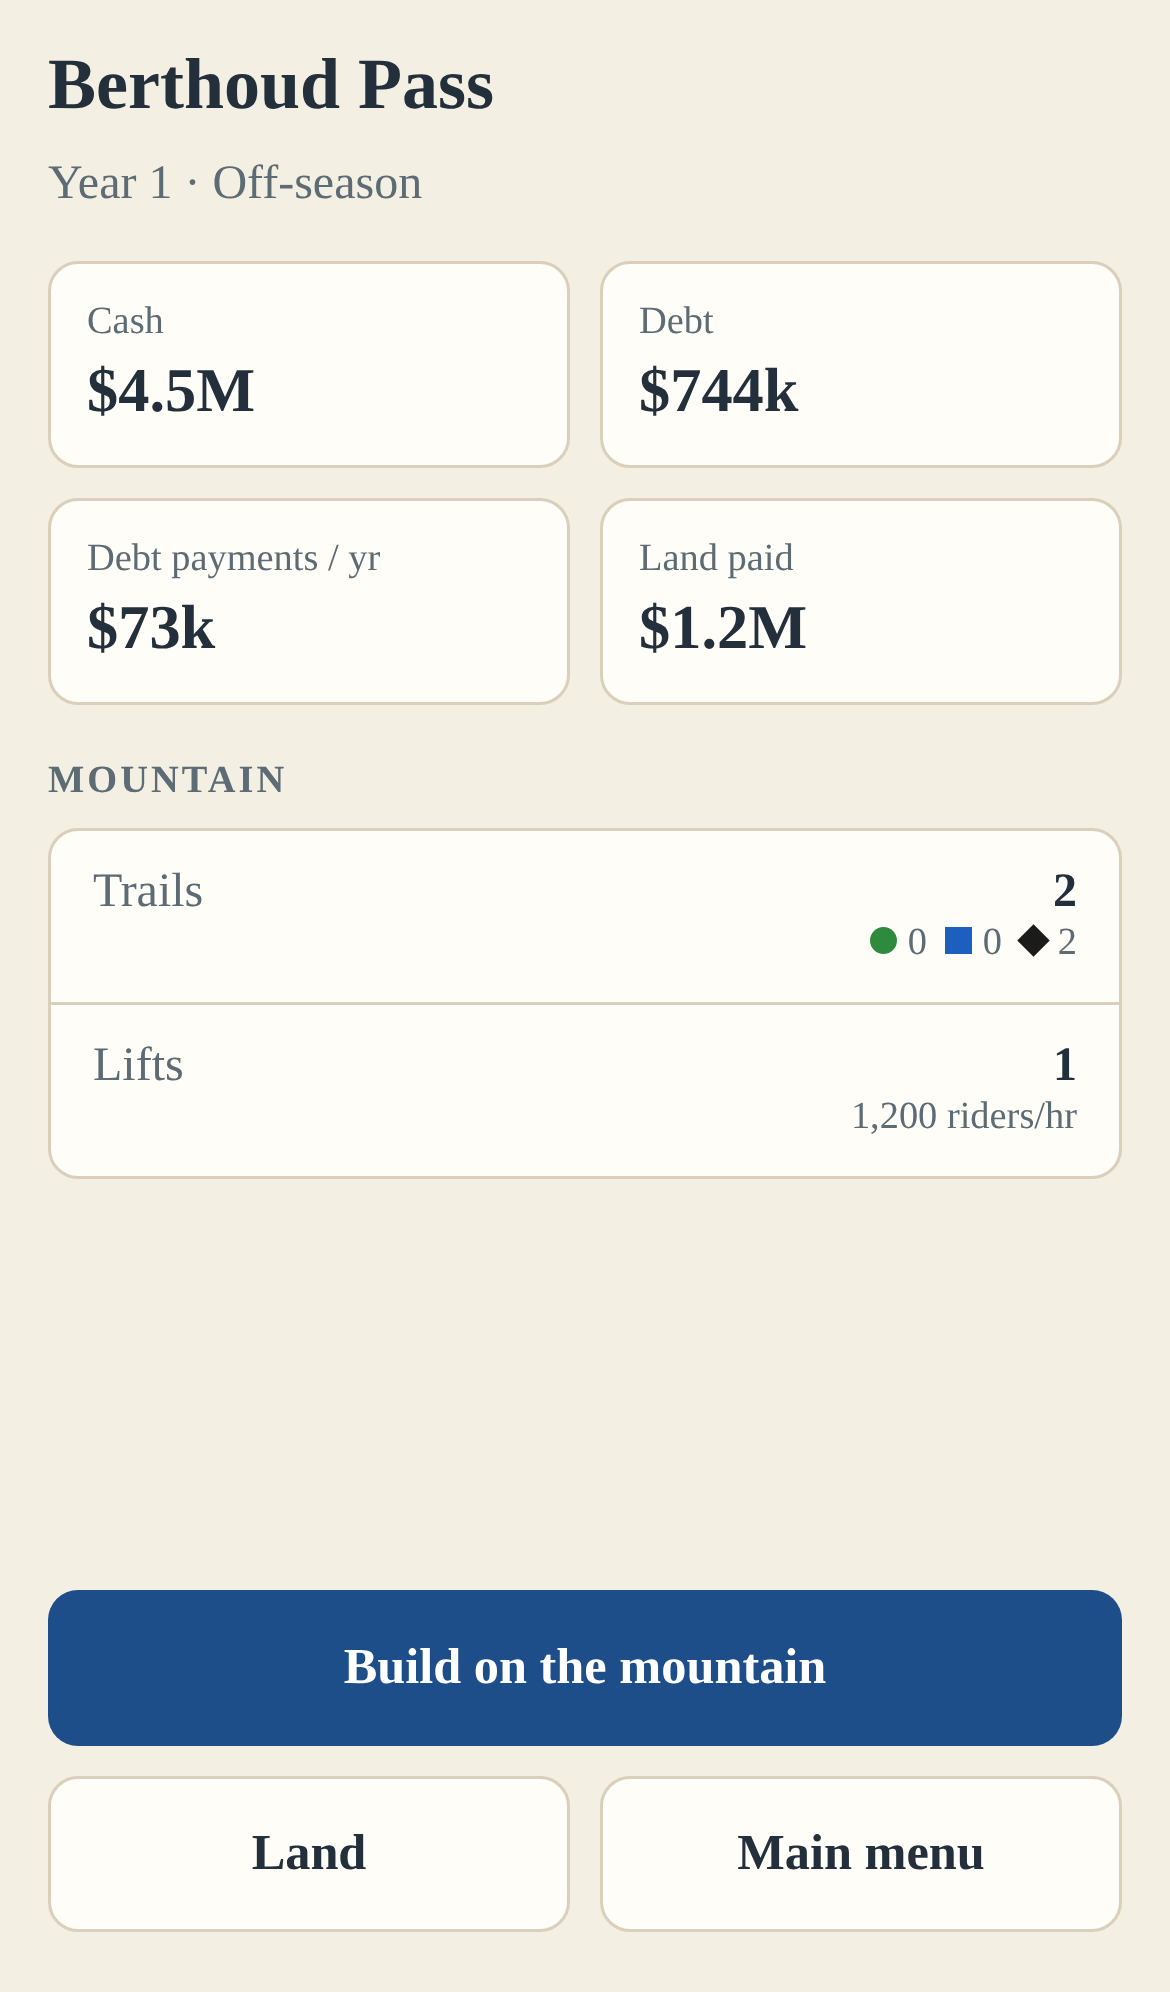 Berthoud Pass
Year 1 · Off-season
Cash
$4.5M
Debt
$744k
Debt payments / yr
$73k
Land paid
$1.2M
MOUNTAIN
Trails
2
0 0 2
Lifts
1
1,200 riders/hr
Build on the mountain
Land
Main menu